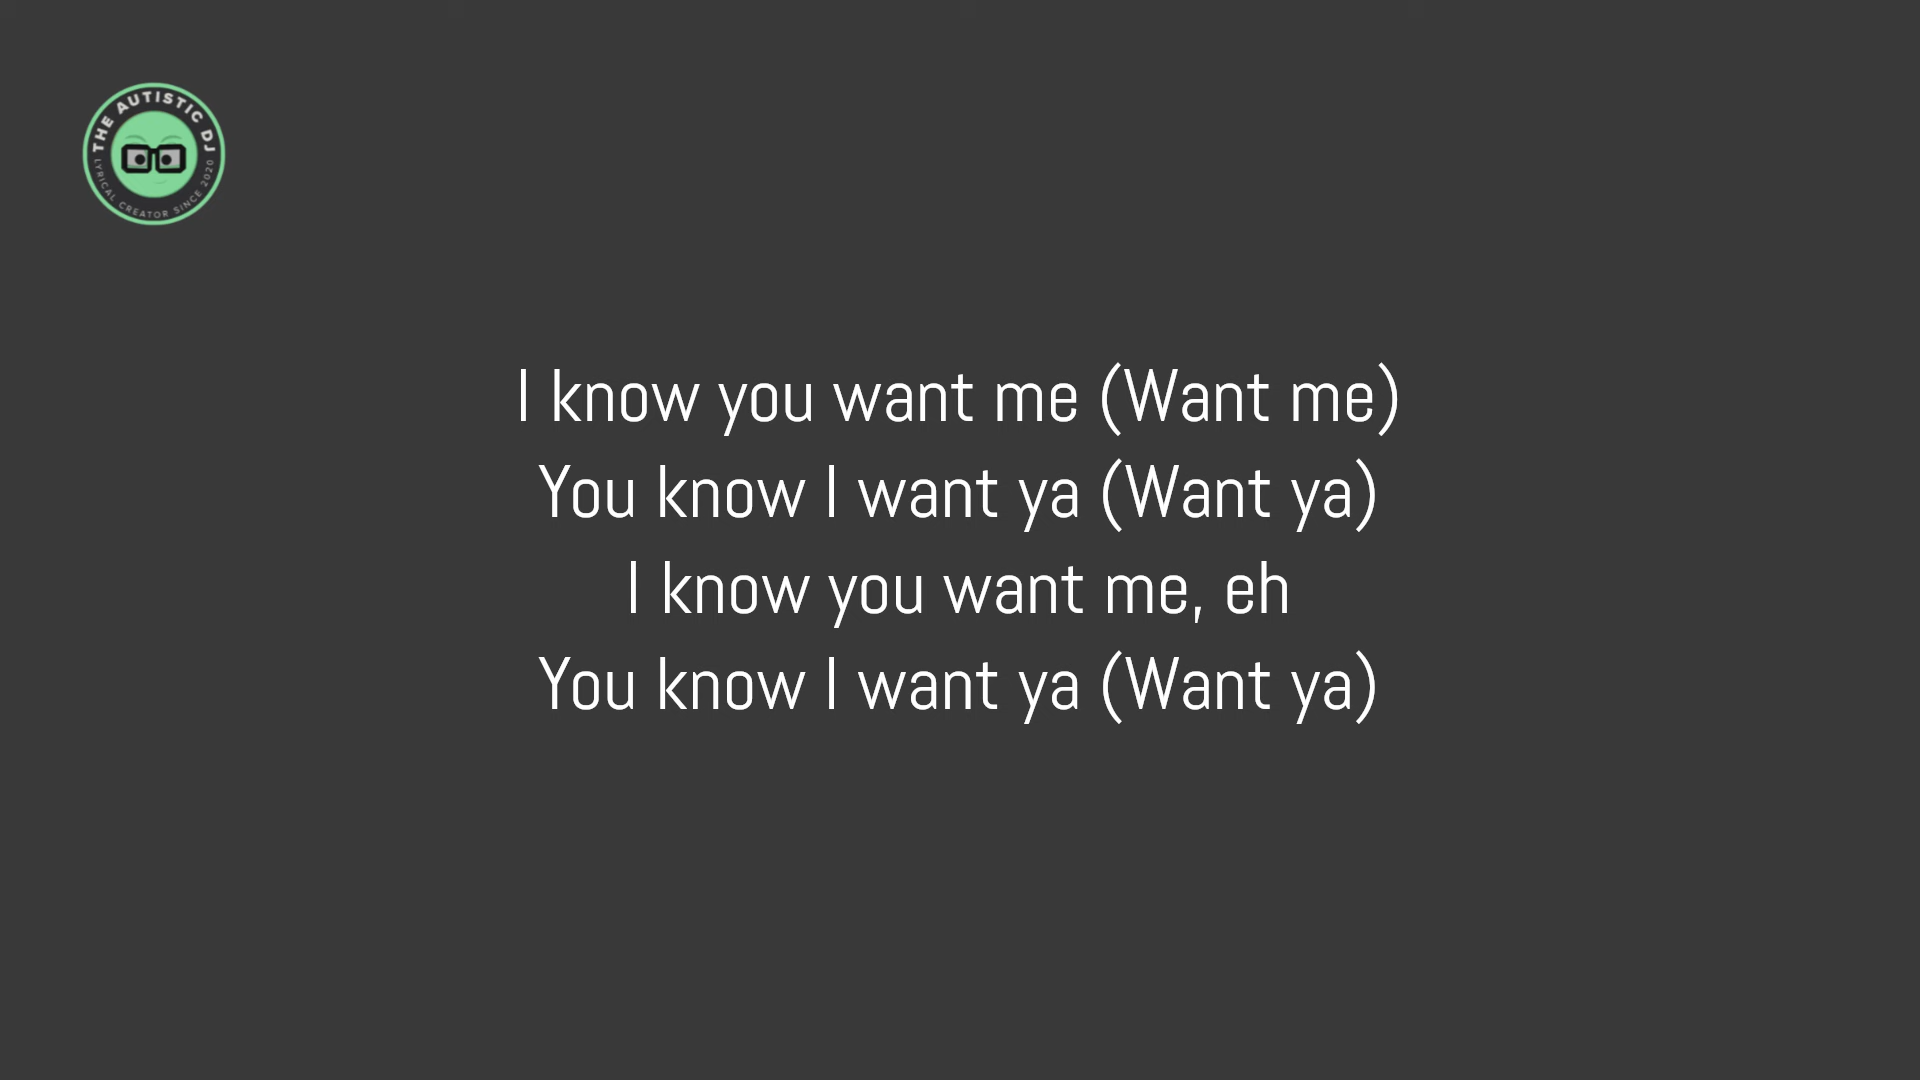 THE AUTISTIC DJ
LYRICAL CREATOR SINCE 2020
I know you want me (Want me)
You know I want ya (Want ya)
I know you want me, eh
You know I want ya (Want ya)